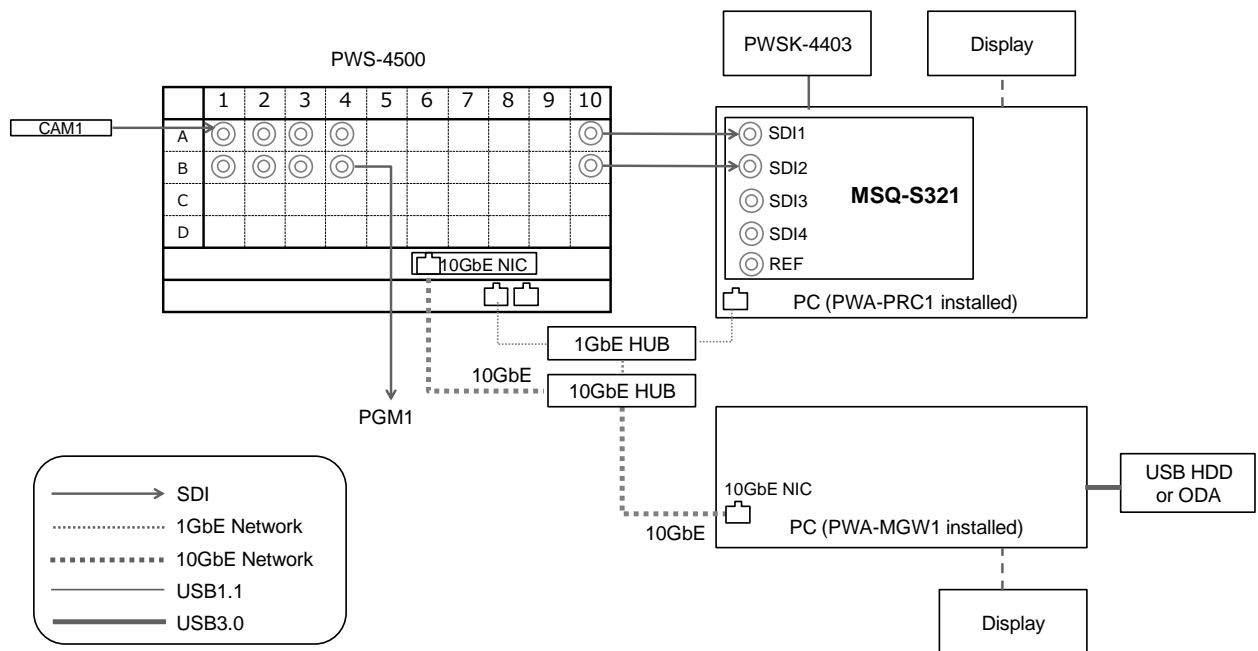 PWS-4500
PWSK-4403
Display
1 2 3 4 5 6 7 8 9 10
CAM1
A
B
C
D
SDI1
SDI2
SDI3
SDI4
REF
MSQ-S321
10GbE NIC
PC (PWA-PRC1 installed)
1GbE HUB
10GbE
10GbE HUB
PGM1
SDI
1GbE Network
10GbE Network
USB1.1
USB3.0
10GbE NIC
10GbE
PC (PWA-MGW1 installed)
USB HDD
or ODA
Display